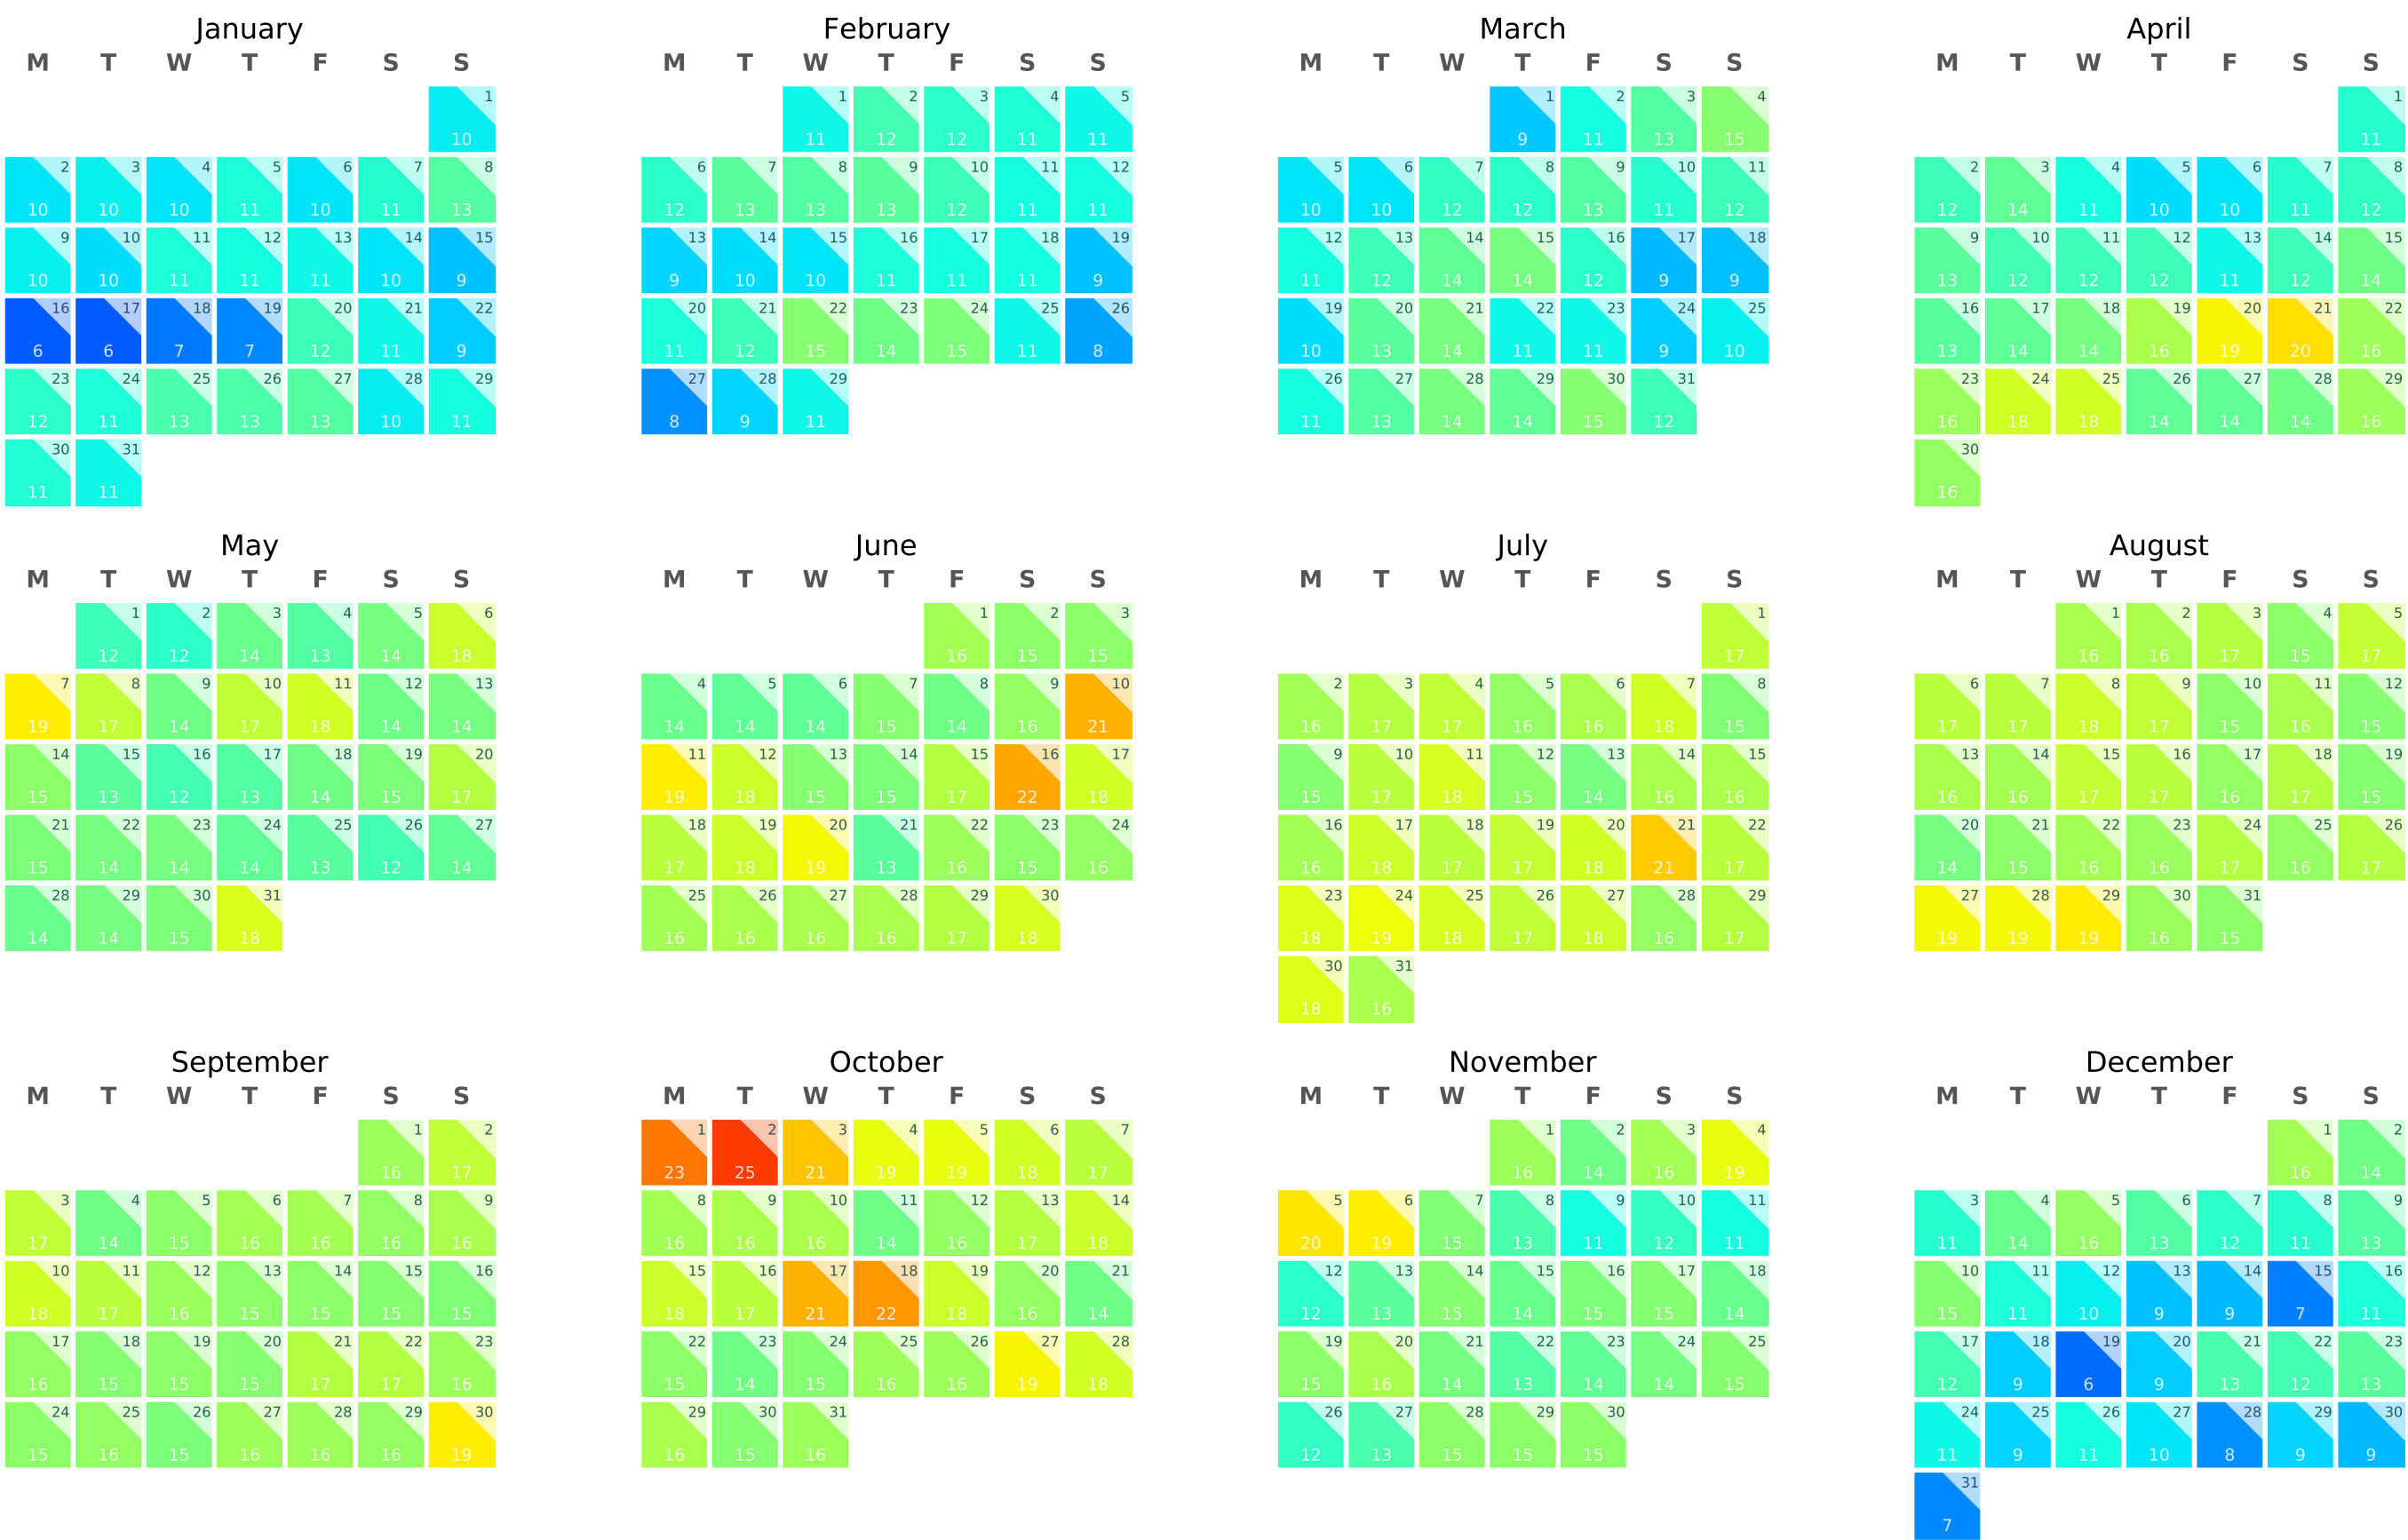 January
M T W T F S S
1
10
2 3 4 5 6 7 8
10 10 10 11 10 11 13
9 10 11 12 13 14 15
10 10 11 11 11 10 9
16 17 18 19 20 21 22
6 6 7 7 12 11 9
23 24 25 26 27 28 29
12 11 13 13 13 10 11
30 31
11 11
February
M T W T F S S
1 2 3 4 5
11 12 12 11 11
6 7 8 9 10 11 12
12 13 13 13 12 11 11
13 14 15 16 17 18 19
9 10 10 11 11 11 9
20 21 22 23 24 25 26
11 12 15 14 15 11 8
27 28 29
8 9 11
March
M T W T F S S
1 2 3 4
9 11 13 15
5 6 7 8 9 10 11
10 10 12 12 13 11 12
12 13 14 15 16 17 18
11 12 14 14 12 9 9
19 20 21 22 23 24 25
10 13 14 11 11 9 10
26 27 28 29 30 31
11 13 14 14 15 12
April
M T W T F S S
1
11
2 3 4 5 6 7 8
12 14 11 10 10 11 12
9 10 11 12 13 14 15
13 12 12 12 11 12 14
16 17 18 19 20 21 22
13 14 14 16 19 20 16
23 24 25 26 27 28 29
16 18 18 14 14 14 16
30
16
May
M T W T F S S
1 2 3 4 5 6
12 12 14 13 14 18
7 8 9 10 11 12 13
19 17 14 17 18 14 14
14 15 16 17 18 19 20
15 13 12 13 14 15 17
21 22 23 24 25 26 27
15 14 14 14 13 12 14
28 29 30 31
14 14 15 18
June
M T W T F S S
1 2 3
16 15 15
4 5 6 7 8 9 10
14 14 14 15 14 16 21
11 12 13 14 15 16 17
19 18 15 15 17 22 18
18 19 20 21 22 23 24
17 18 19 13 16 15 16
25 26 27 28 29 30
16 16 16 16 17 18
July
M T W T F S S
1
17
2 3 4 5 6 7 8
16 17 17 16 16 18 15
9 10 11 12 13 14 15
15 17 18 15 14 16 16
16 17 18 19 20 21 22
16 18 17 17 18 21 17
23 24 25 26 27 28 29
18 19 18 17 18 16 17
30 31
18 16
August
M T W T F S S
1 2 3 4 5
16 16 17 15 17
6 7 8 9 10 11 12
17 17 18 17 15 16 15
13 14 15 16 17 18 19
16 16 17 17 16 17 15
20 21 22 23 24 25 26
14 15 16 16 17 16 17
27 28 29 30 31
19 19 19 16 15
September
M T W T F S S
1 2
16 17
3 4 5 6 7 8 9
17 14 15 16 16 16 16
10 11 12 13 14 15 16
18 17 16 15 15 15 15
17 18 19 20 21 22 23
16 15 15 15 17 17 16
24 25 26 27 28 29 30
15 16 15 16 16 16 19
October
M T W T F S S
1 2 3 4 5 6 7
23 25 21 19 19 18 17
8 9 10 11 12 13 14
16 16 16 14 16 17 18
15 16 17 18 19 20 21
18 17 21 22 18 16 14
22 23 24 25 26 27 28
15 14 15 16 16 19 18
29 30 31
16 15 16
November
M T W T F S S
1 2 3 4
16 14 16 19
5 6 7 8 9 10 11
20 19 15 13 11 12 11
12 13 14 15 16 17 18
12 13 15 14 15 15 14
19 20 21 22 23 24 25
15 16 14 13 14 14 15
26 27 28 29 30
12 13 15 15 15
December
M T W T F S S
1 2
16 14
3 4 5 6 7 8 9
11 14 16 13 12 11 13
10 11 12 13 14 15 16
15 11 10 9 9 7 11
17 18 19 20 21 22 23
12 9 6 9 13 12 13
24 25 26 27 28 29 30
11 9 11 10 8 9 9
31
7